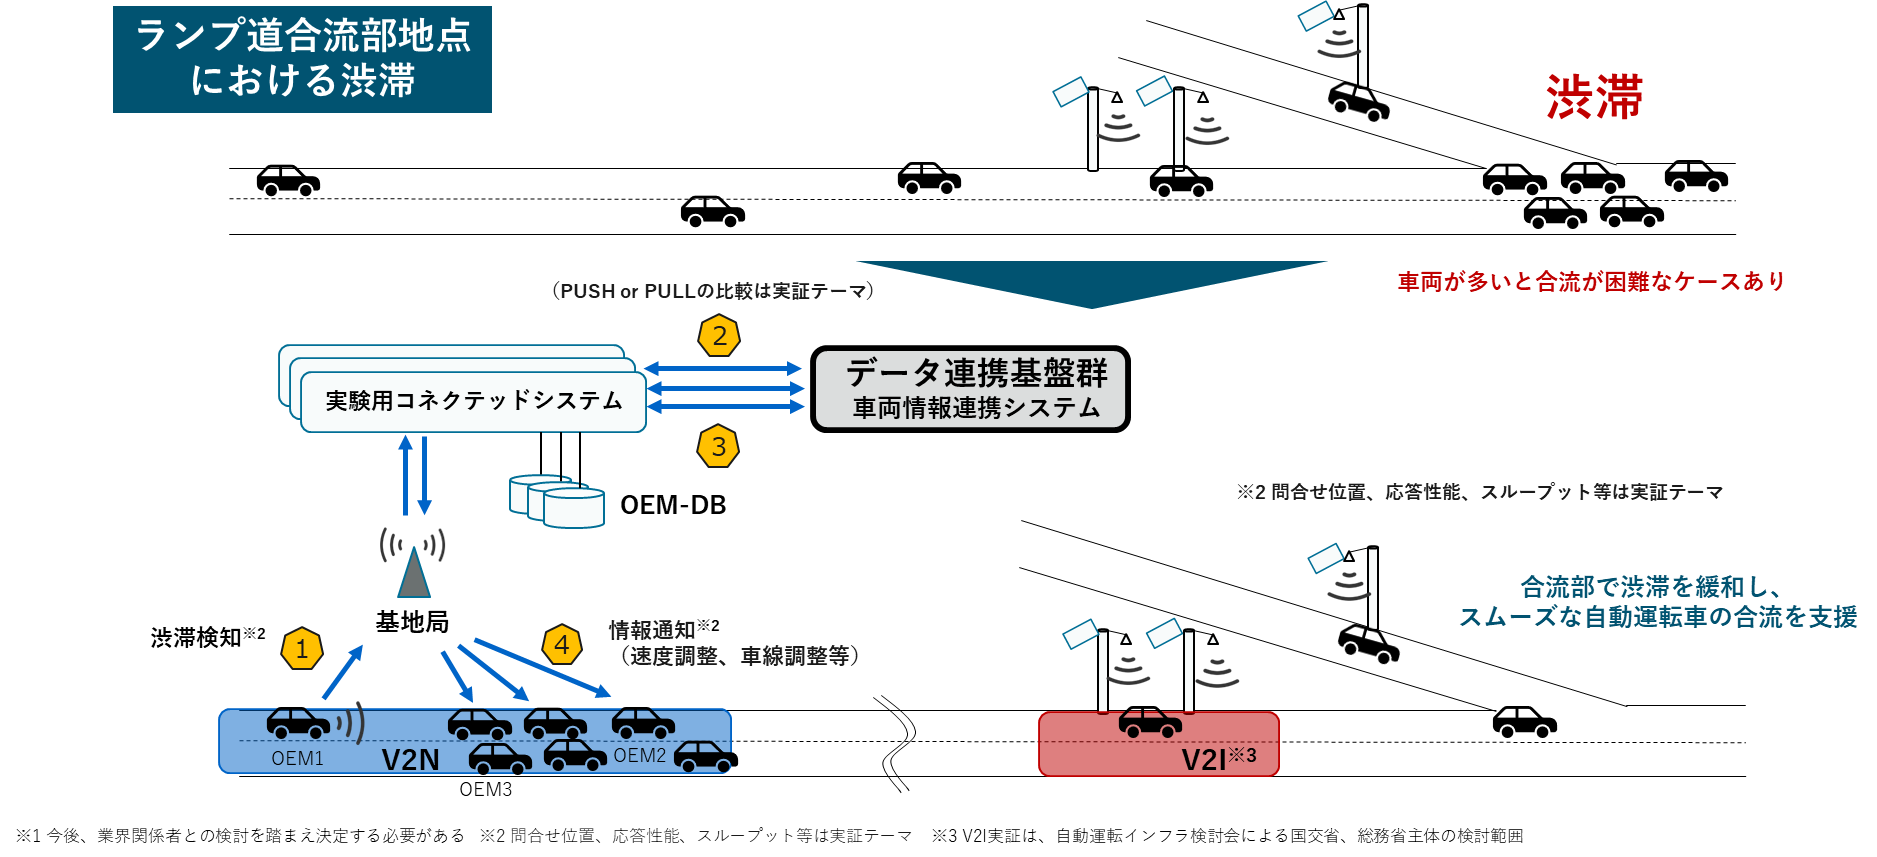 ランプ道合流部地点
における渋滞
渋滞
車両が多いと合流が困難なケースあり
（PUSH or PULLの比較は実証テーマ）
2
実験用コネクテッドシステム
データ連携基盤群
車両情報連携システム
3
OEM-DB
※2 問合せ位置、応答性能、スループット等は実証テーマ
基地局
合流部で渋滞を緩和し、
スムーズな自動運転車の合流を支援
渋滞検知※2
1
4
情報通知※2
（速度調整、車線調整等）
OEM1
V2N
OEM2
OEM3
V2I※3
※1 今後、業界関係者との検討を踏まえ決定する必要がある ※2 問合せ位置、応答性能、スループット等は実証テーマ ※3 V2I実証は、自動運転インフラ検討会による国交省、総務省主体の検討範囲